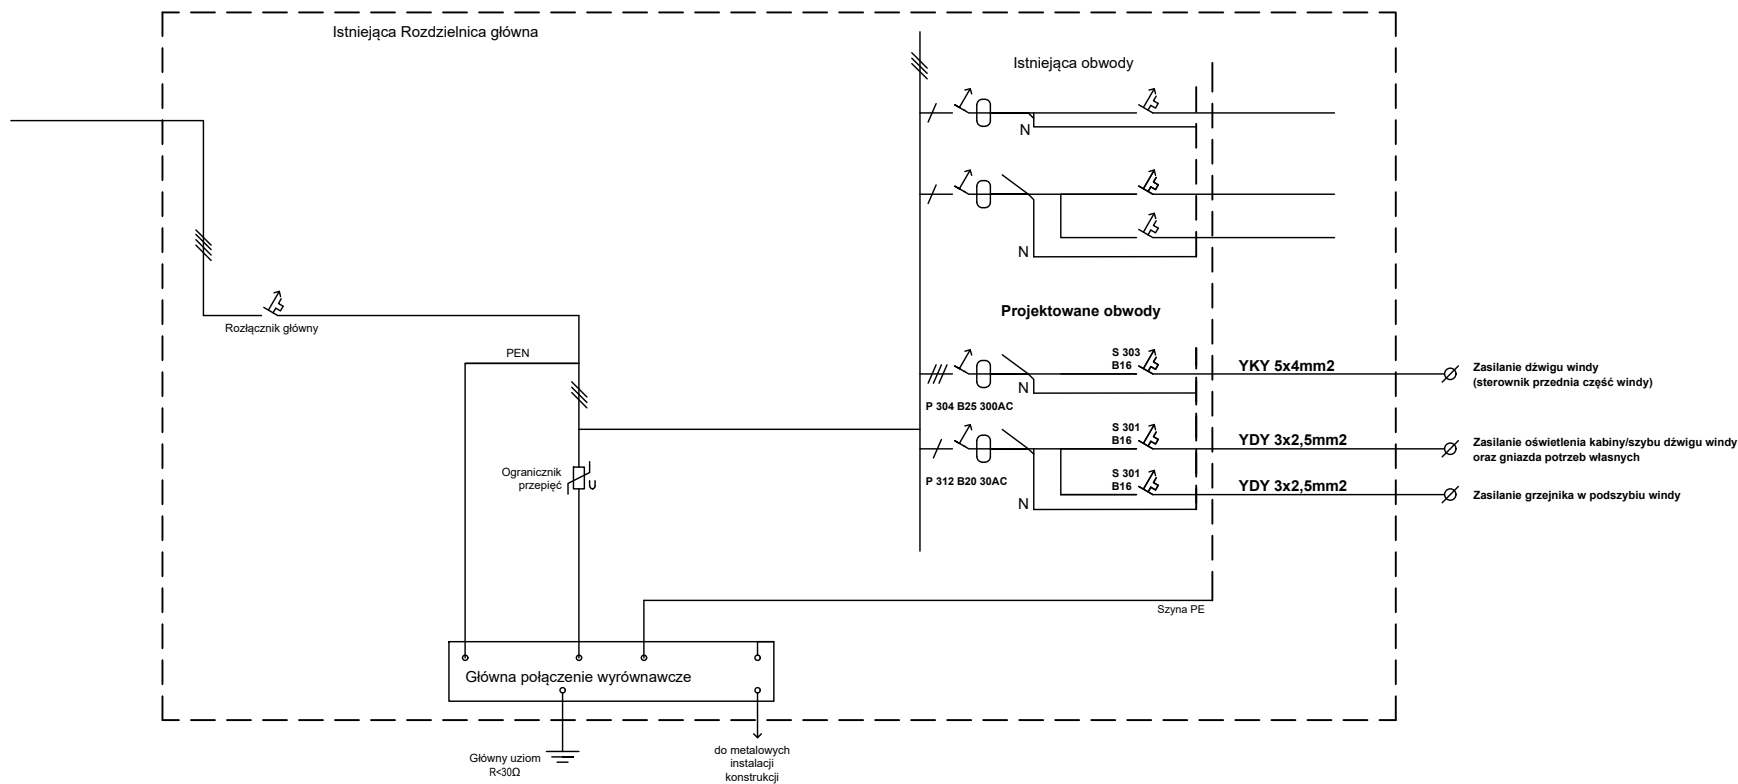 Istniejąca Rozdzielnica główna
Istniejąca obwody
N
N
Rozłącznik główny
PEN
Projektowane obwody
S 303
B16
YKY 5x4mm2
Zasilanie dźwigu windy
(sterownik przednia część windy)
N
P 304 B25 300AC
S 301
B16
YDY 3x2,5mm2
Zasilanie oświetlenia kabiny/szybu dźwigu windy
oraz gniazda potrzeb własnych
Ogranicznik
przepięć
U
P 312 B20 30AC
S 301
B16
YDY 3x2,5mm2
Zasilanie grzejnika w podszybiu windy
N
Szyna PE
Główna połączenie wyrównawcze
Główny uziom
R<30Ω
do metalowych
instalacji
konstrukcji